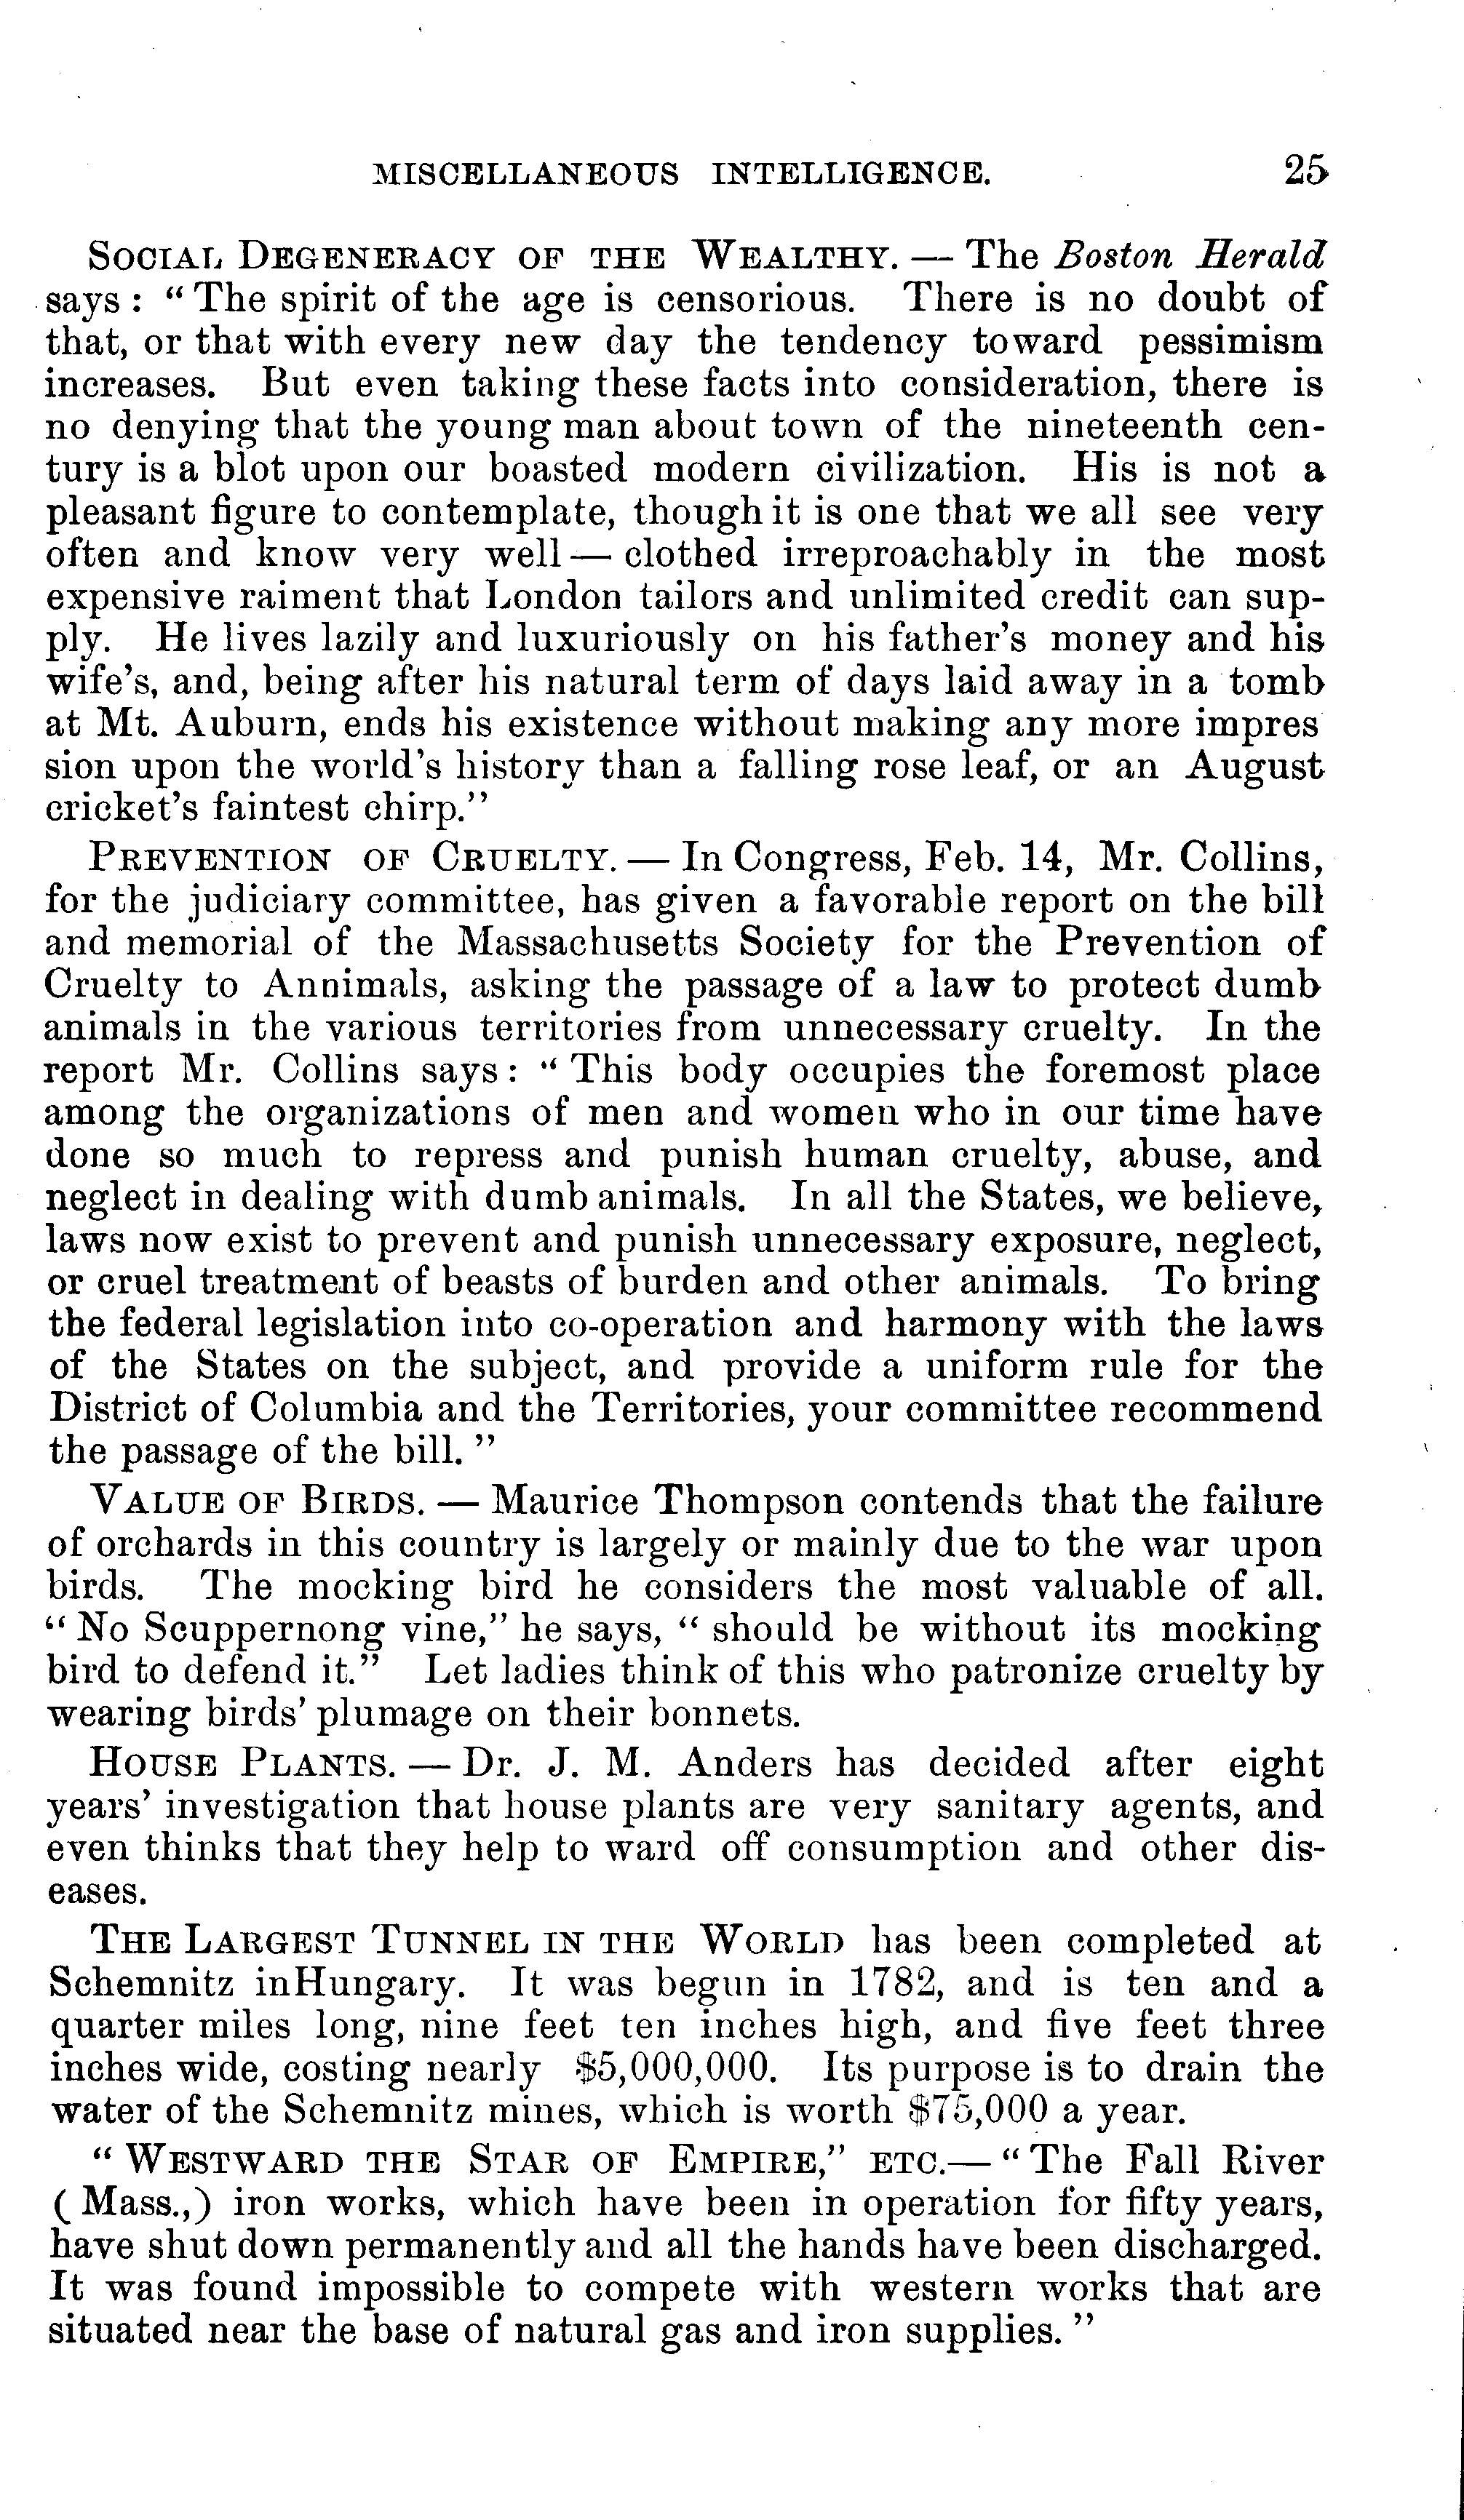 MISCELLANEOUS INTELLIGENCE. 25
SOCIAL DEGENERACY OF THE WEALTHY. — The Boston Herald
says : " The spirit of the age is censorious. There is no doubt of
that, or that with every new day the tendency toward pessimism
increases. But even taking these facts into consideration, there is
no denying that the young man about town of the nineteenth cen-
tury is a blot upon our boasted modern civilization. His is not a
pleasant figure to contemplate, though it is one that we all see very
often and know very well — clothed irreproachably in the most
expensive raiment that London tailors and unlimited credit can sup-
ply. He lives lazily and luxuriously on his father's money and his
wife's, and, being after his natural term of days laid away in a tomb
at Mt. Auburn, ends his existence without making any more impres
sion upon the world's history than a falling rose leaf, or an August
cricket's faintest chirp."
PREVENTION OF CRUELTY. — In Congress, Feb. 14, Mr. Collins,
for the judiciary committee, has given a favorable report on the bill
and memorial of the Massachusetts Society for the Prevention of
Cruelty to Annimals, asking the passage of a law to protect dumb
animals in the various territories from unnecessary cruelty. In the
report Mr. Collins says : " This body occupies the foremost place
among the organizations of men and women who in our time have
done so much to repress and punish human cruelty, abuse, and
neglect in dealing with dumb animals. In all the States, we believe,
laws now exist to prevent and punish unnecessary exposure, neglect,
or cruel treatment of beasts of burden and other animals. To bring
the federal legislation into co-operation and harmony with the laws
of the States on the subject, and provide a uniform rule for the
District of Columbia and the Territories, your committee recommend
the passage of the bill. "
VALUE OF BIRDS. — Maurice Thompson contends that the failure
of orchards in this country is largely or mainly due to the war upon
birds. The mocking bird he considers the most valuable of all.
" No Scuppernong vine," he says, " should be without its mocking
bird to defend it." Let ladies think of this who patronize cruelty by
wearing birds' plumage on their bonnets.
HOUSE PLANTS. — Dr. J. M. Anders has decided after eight
years' investigation that house plants are very sanitary agents, and
even thinks that they help to ward off consumption and other dis-
eases.
THE LARGEST TUNNEL IN THE WORLD has been completed at
Schemnitz inHungary. It was begun in 1782, and is ten and a
quarter miles long, nine feet ten inches high, and five feet three
inches wide, costing nearly $5,000,000. Its purpose is to drain the
water of the Schemnitz mines, which is worth $75,000 a year.
" WESTWARD THE STAR OF EMPIRE," ETC.— " The Fall River
( Mass.,) iron works, which have been in operation for fifty years,
have shut down permanently and all the hands have been discharged.
It was found impossible to compete with western works that are
situated near the base of natural gas and iron supplies. "